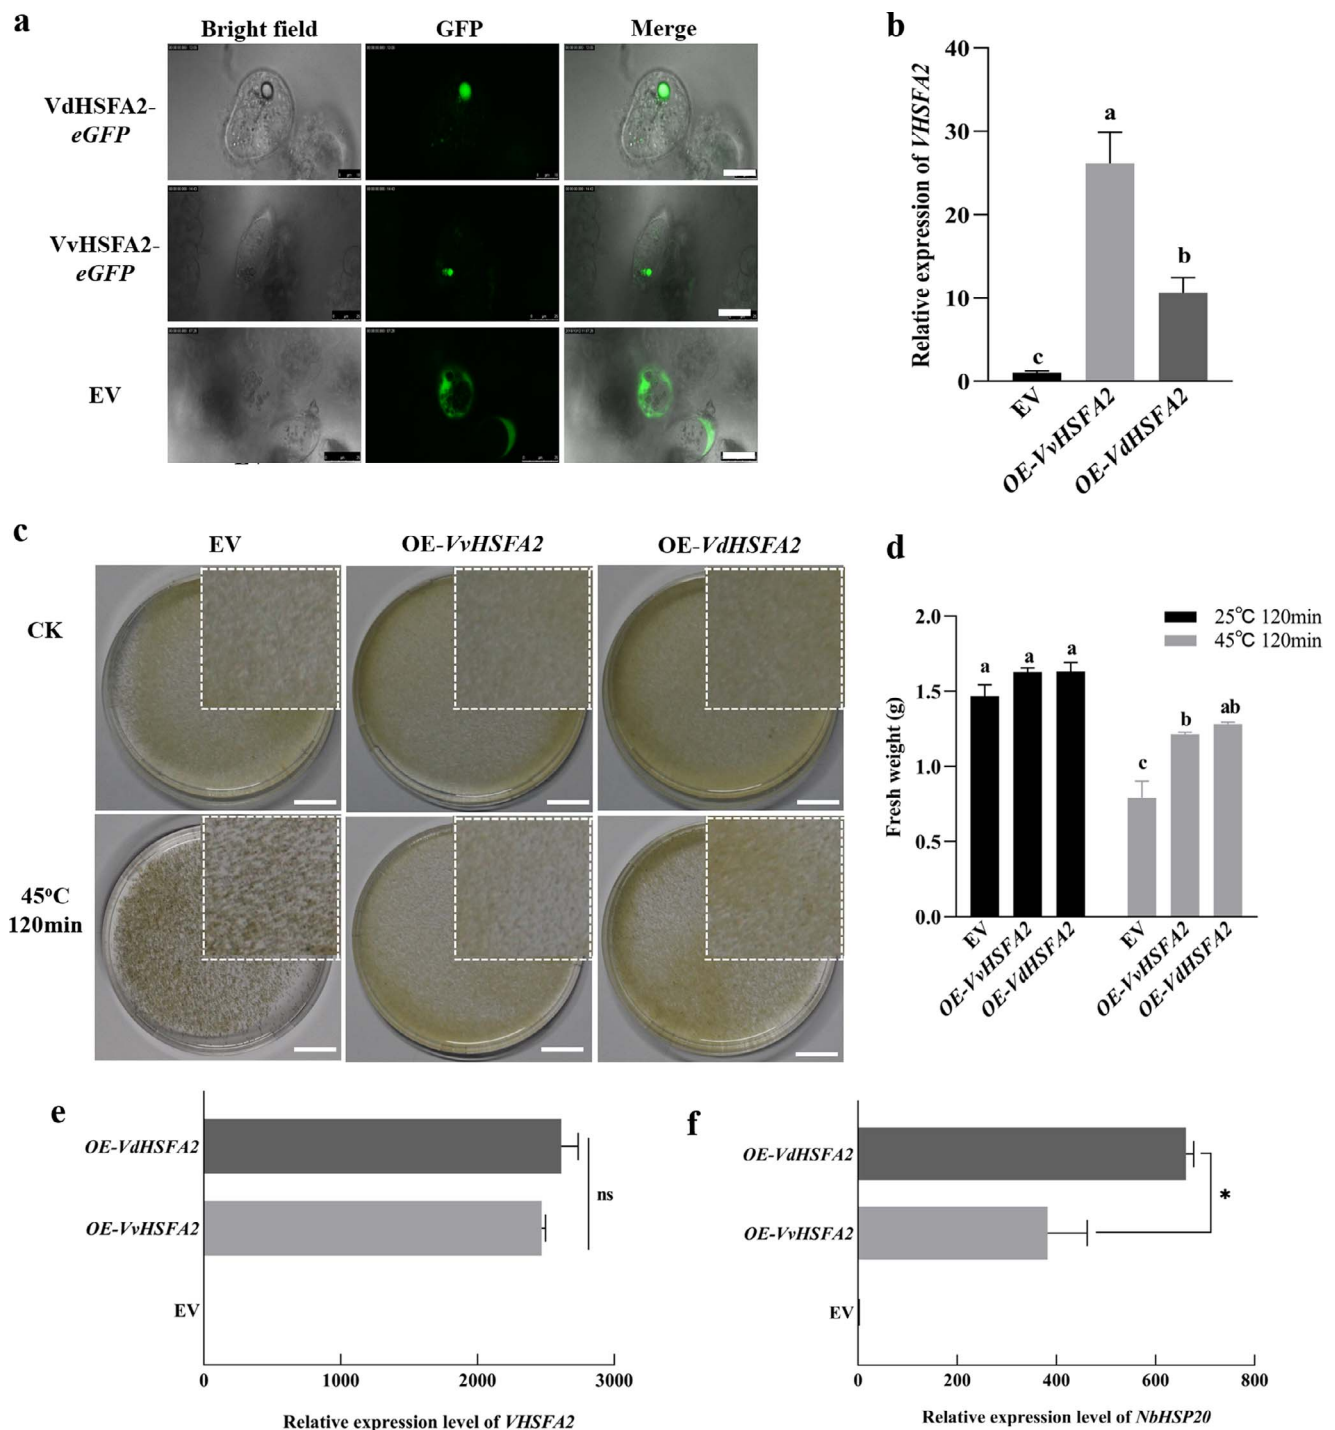 a
Bright field GFP Merge
VdHSFA2-
eGFP
VvHSFA2-
eGFP
EV
b
Relative expression of VHSFA2
40
30
20
10
0
a
b
c
EV
OE-VvHSFA2
OE-VdHSFA2
c
EV OE-VvHSFA2 OE-VdHSFA2
CK
45°C
120min
d
25℃ 120min
45℃ 120min
Fresh weight (g)
2.0
1.5
1.0
0.5
0.0
a a a
c b ab
EV
OE-VvHSFA2
OE-VdHSFA2
EV
OE-VvHSFA2
OE-VdHSFA2
e
OE-VdHSFA2
OE-VvHSFA2
EV
ns
0 1000 2000 3000
Relative expression level of VHSFA2
f
OE-VdHSFA2
OE-VvHSFA2
EV
*
0 200 400 600 800
Relative expression level of NbHSP20